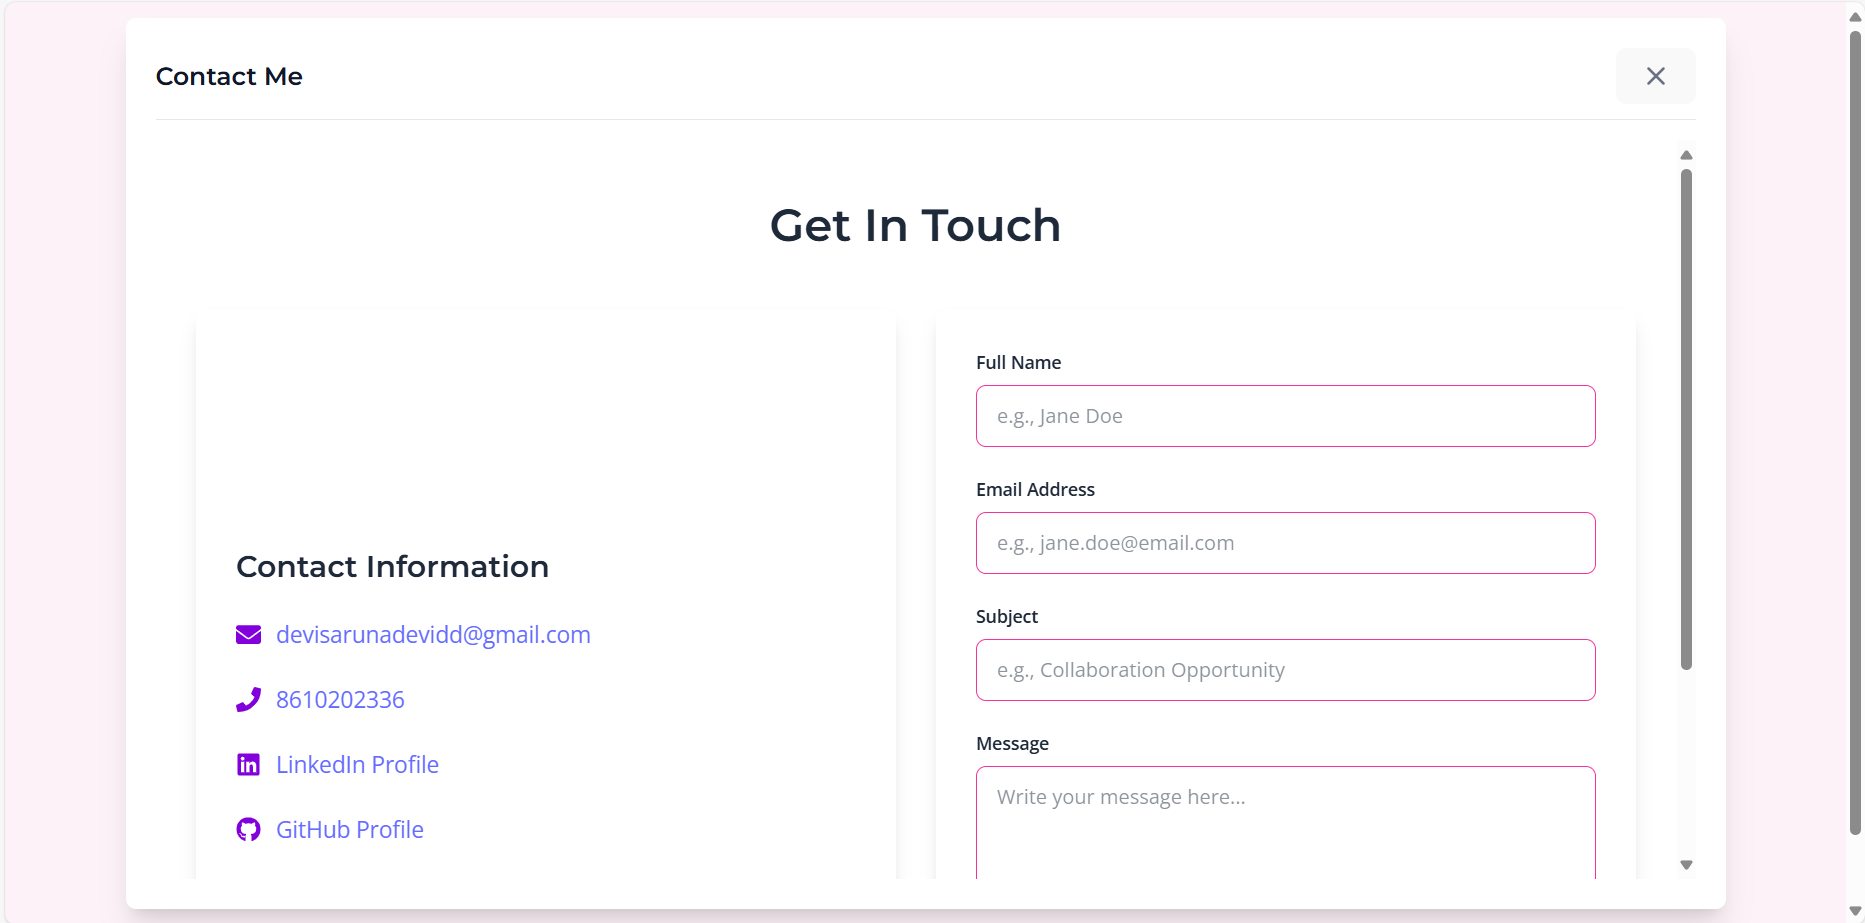 Contact Me
Get In Touch
Contact Information
devisarunadevidd@gmail.com
8610202336
LinkedIn Profile
GitHub Profile
Full Name
e.g., Jane Doe
Email Address
e.g., jane.doe@email.com
Subject
e.g., Collaboration Opportunity
Message
Write your message here...